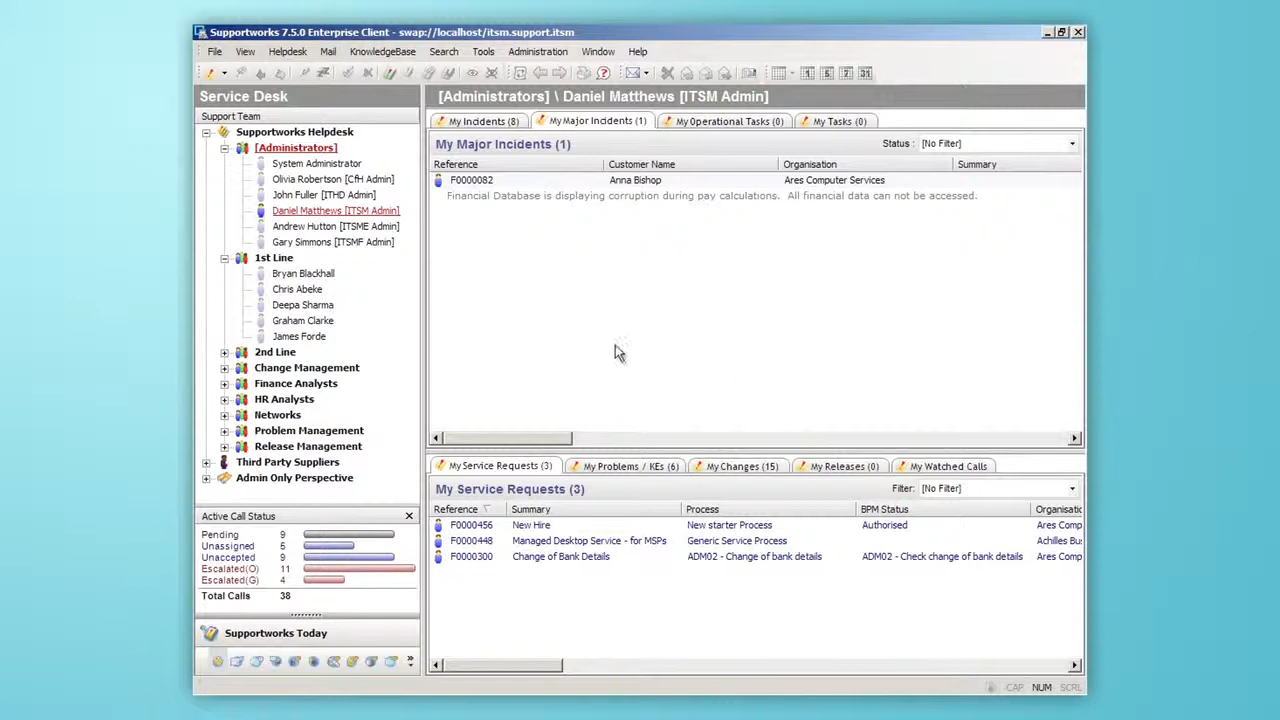 Supportworks 7.5.0 Enterprise Client - swap://localhost/itsm.support.itsm
File View Helpdesk Mail KnowledgeBase Search Tools Administration Window Help
Service Desk
Support Team
Supportworks Helpdesk
[Administrators]
System Administrator
Olivia Robertson [CfH Admin]
John Fuller [ITHD Admin]
Daniel Matthews [ITSM Admin]
Andrew Hutton [ITSME Admin]
Gary Simmons [ITSMF Admin]
1st Line
Bryan Blackhall
Chris Abeke
Deepa Sharma
Graham Clarke
James Forde
2nd Line
Change Management
Finance Analysts
HR Analysts
Networks
Problem Management
Release Management
Third Party Suppliers
Admin Only Perspective
Active Call Status
Pending 9
Unassigned 5
Unaccepted 9
Escalated(O) 11
Escalated(G) 4
Total Calls 38
Supportworks Today
[Administrators] \ Daniel Matthews [ITSM Admin]
My Incidents (8) My Major Incidents (1) My Operational Tasks (0) My Tasks (0)
My Major Incidents (1) Status : [No Filter]
Reference Customer Name Organisation Summary
F0000082 Anna Bishop Ares Computer Services
Financial Database is displaying corruption during pay calculations. All financial data can not be accessed.
My Service Requests (3) My Problems / KEs (6) My Changes (15) My Releases (0) My Watched Calls
My Service Requests (3) Filter: [No Filter]
Reference Summary Process BPM Status Organisatic
F0000456 New Hire New starter Process Authorised Ares Comp
F0000448 Managed Desktop Service - for MSPs Generic Service Process Achilles Bu
F0000300 Change of Bank Details ADM02 - Change of bank details ADM02 - Check change of bank details Ares Comp
CAP NUM SCRL